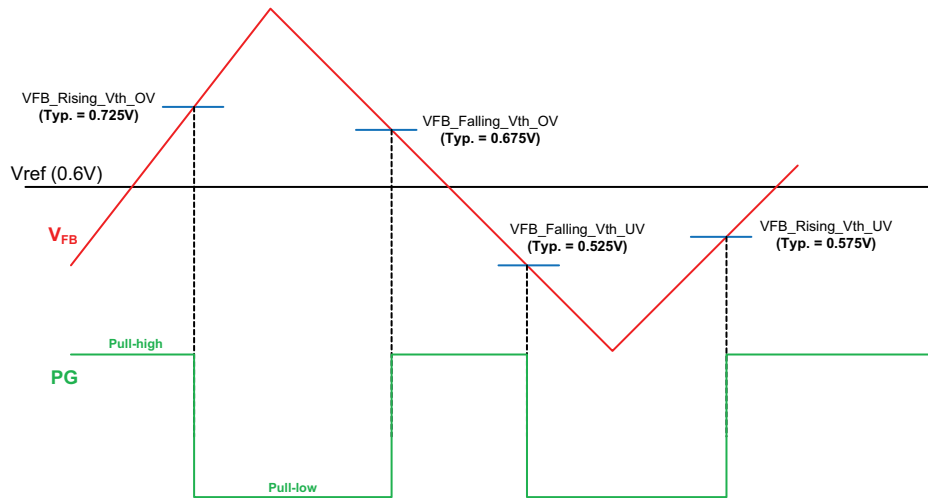 VFB_Rising_Vth_OV
(Typ. = 0.725V)
VFB_Falling_Vth_OV
(Typ. = 0.675V)
Vref (0.6V)
VFB
VFB_Falling_Vth_UV
(Typ. = 0.525V)
VFB_Rising_Vth_UV
(Typ. = 0.575V)
Pull-high
PG
Pull-low